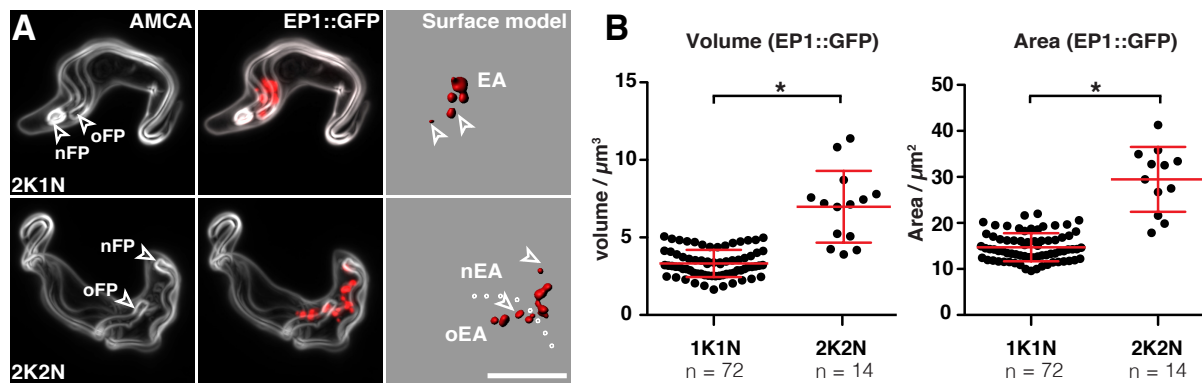 A
AMCA
EP1::GFP
Surface model
EA
oFP
nFP
2K1N
nFP
nEA
oFP
oEA
2K2N
B
Volume (EP1::GFP)
volume / µm³
15
10
5
0
*
1K1N
2K2N
n = 72
n = 14
Area (EP1::GFP)
Area / µm²
50
40
30
20
10
0
*
1K1N
2K2N
n = 72
n = 14